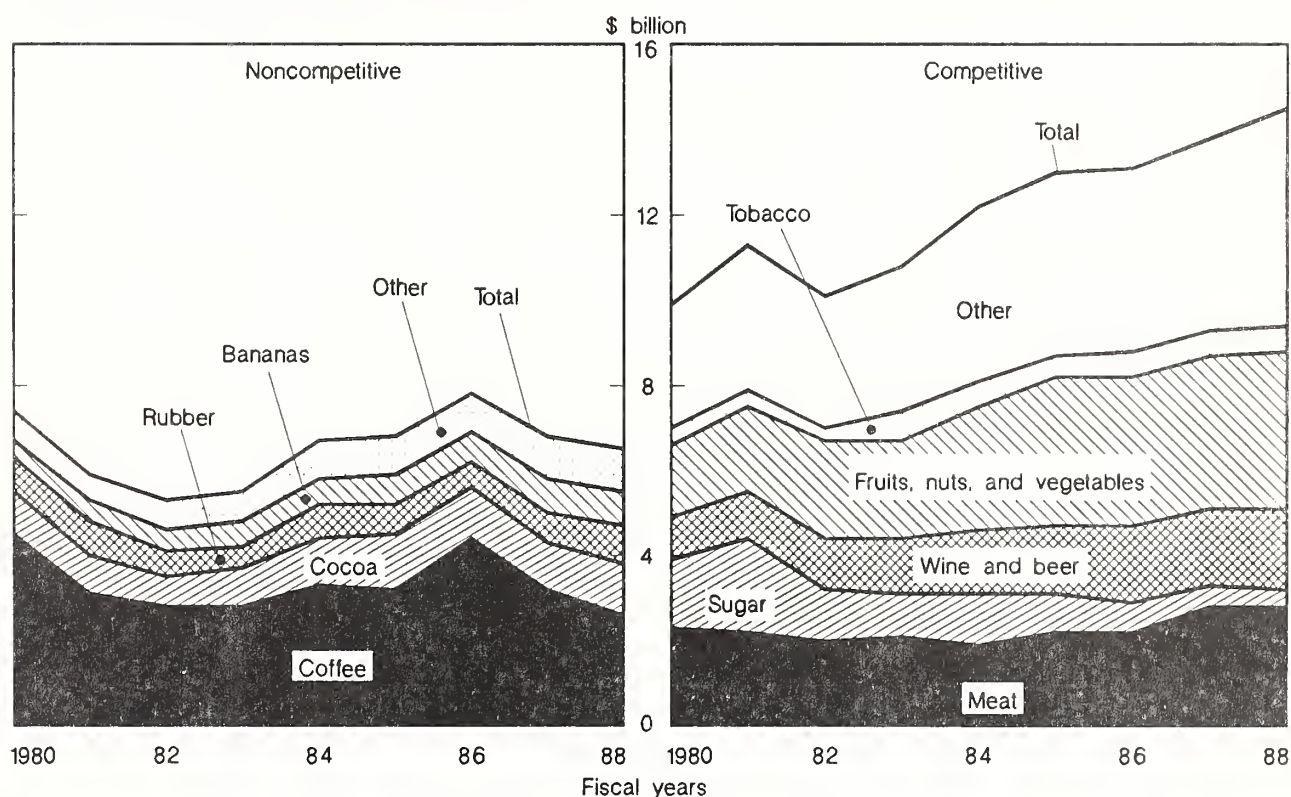 $ billion
Noncompetitive
Other
Total
Bananas
Rubber
Cocoa
Coffee
16
12
8
4
0
Competitive
Total
Tobacco
Other
Fruits, nuts, and vegetables
Wine and beer
Sugar
Meat
1980 82 84 86 88
1980 82 84 86 88
Fiscal years